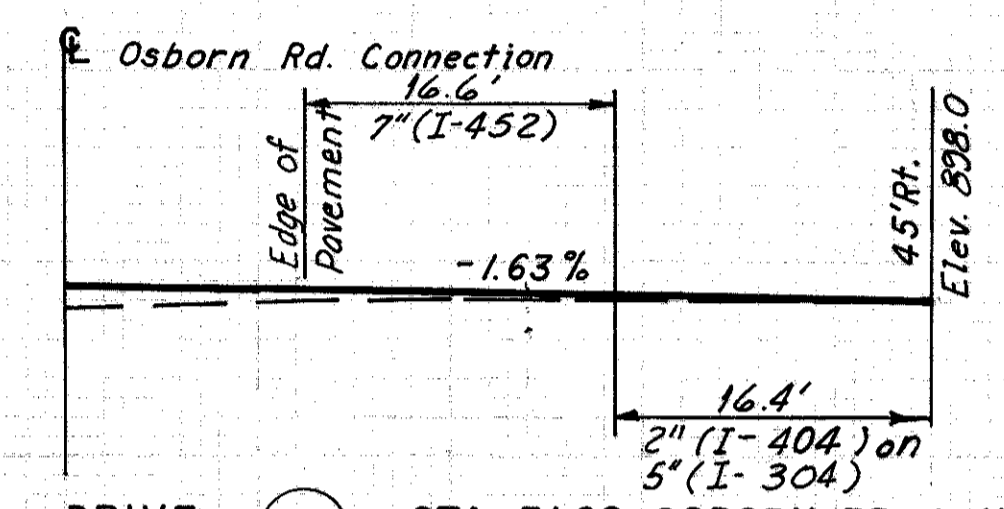 ℄ Osborn Rd. Connection
16.6'
7"(I-452)
Edge of
Pavement
-1.63%
45'Rt.
Elev. 898.0
16.4'
2" (I-404) on
5" (I-304)
DRIVE